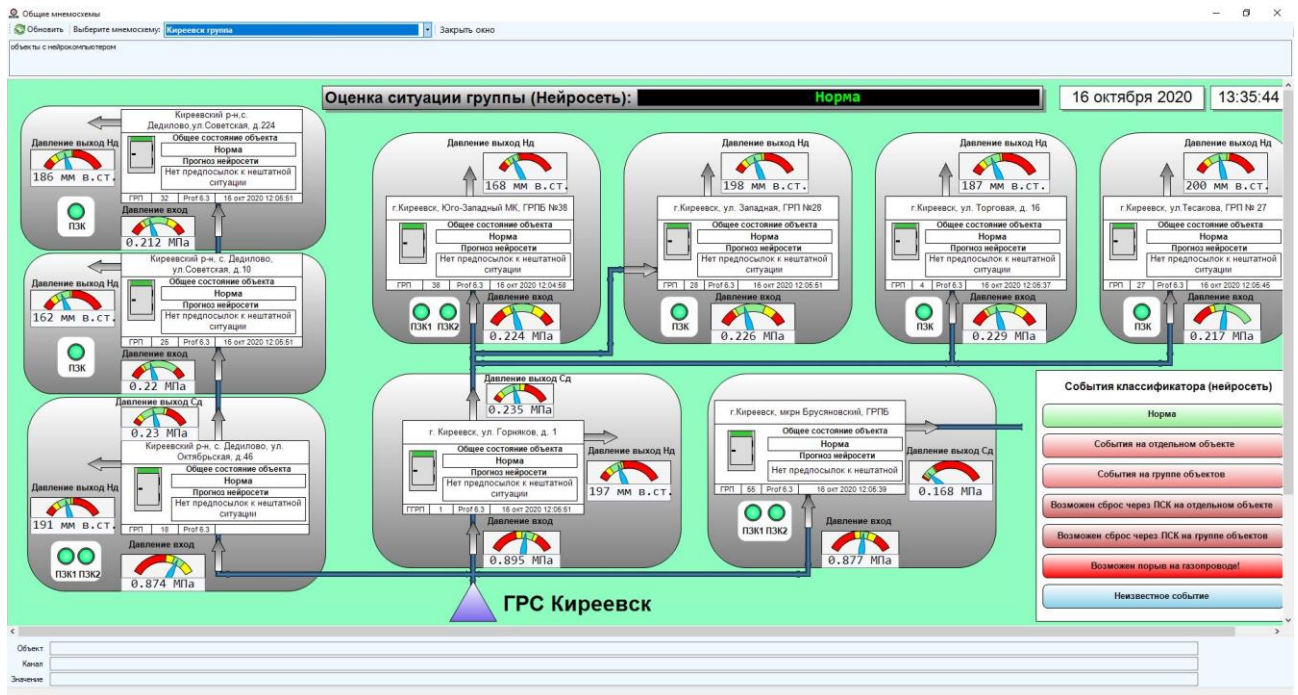 Общие мнемосхемы
Обновить Выберите мнемосхему: Киреевск группа Закрыть окно
объекты с нейрокомпьютером
Оценка ситуации группы (Нейросеть): Норма
16 октября 2020 13:35:44
Киреевский р-н,с.
Дедилово,ул.Советская, д.224
Общее состояние объекта
Норма
Прогноз нейросети
Нет предпосылок к нештатной
ситуации
ГРП 32 Prof 6.3 16 окт 2020 12:05:51
Давление выход Нд
186 мм в.ст.
ПЗК
Давление вход
0.212 МПа
Киреевский р-н, с. Дедилово,
ул.Советская, д.10
Общее состояние объекта
Норма
Прогноз нейросети
Нет предпосылок к нештатной
ситуации
ГРП 25 Prof 6.3 16 окт 2020 12:05:51
Давление выход Нд
162 мм в.ст.
ПЗК
Давление вход
0.22 МПа
Давление выход Сд
0.23 МПа
Киреевский р-н, с. Дедилово, ул.
Октябрьская, д.46
Общее состояние объекта
Норма
Прогноз нейросети
Нет предпосылок к нештатной
ситуации
ГРП 18 Prof 6.3
Давление выход Нд
191 мм в.ст.
ПЗК1 ПЗК2
Давление вход
0.874 МПа
Давление выход Нд
168 мм в.ст.
г.Киреевск, Юго-Западный МК, ГРПБ №38
Общее состояние объекта
Норма
Прогноз нейросети
Нет предпосылок к нештатной
ситуации
ГРП 38 Prof 6.3 16 окт 2020 12:04:58
ПЗК1 ПЗК2
Давление вход
0.224 МПа
Давление выход Нд
198 мм в.ст.
г.Киреевск, ул. Западная, ГРП №28
Общее состояние объекта
Норма
Прогноз нейросети
Нет предпосылок к нештатной
ситуации
ГРП 28 Prof 6.3 16 окт 2020 12:05:51
ПЗК
Давление вход
0.226 МПа
Давление выход Нд
187 мм в.ст.
г.Киреевск, ул. Торговая, д. 16
Общее состояние объекта
Норма
Прогноз нейросети
Нет предпосылок к нештатной
ситуации
ГРП 4 Prof 6.3 16 окт 2020 12:05:37
ПЗК
Давление вход
0.229 МПа
Давление выход Нд
200 мм в.ст.
г.Киреевск, ул.Тесакова, ГРП № 27
Общее состояние объекта
Норма
Прогноз нейросети
Нет предпосылок к нештатной
ситуации
ГРП 27 Prof 6.3 16 окт 2020 12:05:45
ПЗК
Давление вход
0.217 МПа
Давление выход Сд
0.235 МПа
г. Киреевск, ул. Горняков, д. 1
Общее состояние объекта
Норма
Прогноз нейросети
Нет предпосылок к нештатной
ситуации
ГГРП 1 Prof 6.3 16 окт 2020 12:05:51
Давление выход Нд
197 мм в.ст.
Давление вход
0.895 МПа
г.Киреевск, мкрн Брусяновский, ГРПБ
Общее состояние объекта
Норма
Прогноз нейросети
Нет предпосылок к нештатной
ГРП 55 Prof 6.3 16 окт 2020 12:05:39
Давление выход Сд
0.168 МПа
ПЗК1 ПЗК2
Давление вход
0.877 МПа
ГРС Киреевск
События классификатора (нейросеть)
Норма
События на отдельном объекте
События на группе объектов
Возможен сброс через ПСК на отдельном объекте
Возможен сброс через ПСК на группе объектов
Возможен порыв на газопроводе!
Неизвестное событие
Объект
Канал
Значение